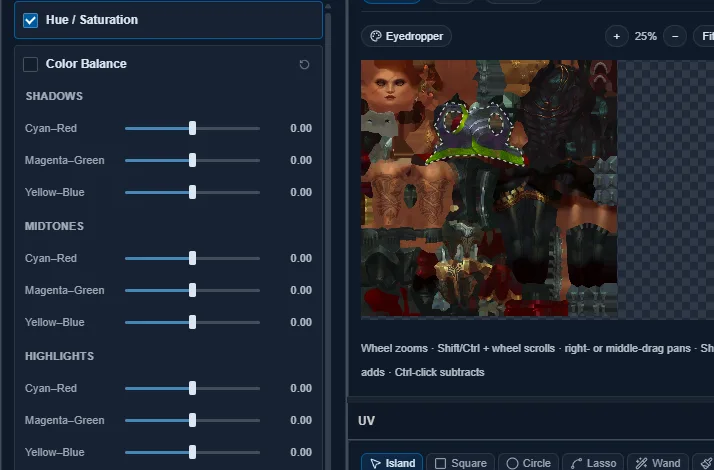 Hue / Saturation
Color Balance
SHADOWS
Cyan–Red 0.00
Magenta–Green 0.00
Yellow–Blue 0.00
MIDTONES
Cyan–Red 0.00
Magenta–Green 0.00
Yellow–Blue 0.00
HIGHLIGHTS
Cyan–Red 0.00
Magenta–Green 0.00
Yellow–Blue 0.00
Eyedropper + 25% −
Wheel zooms · Shift/Ctrl + wheel scrolls · right- or middle-drag pans · Sh
adds · Ctrl-click subtracts
UV
Island Square Circle Lasso Wand